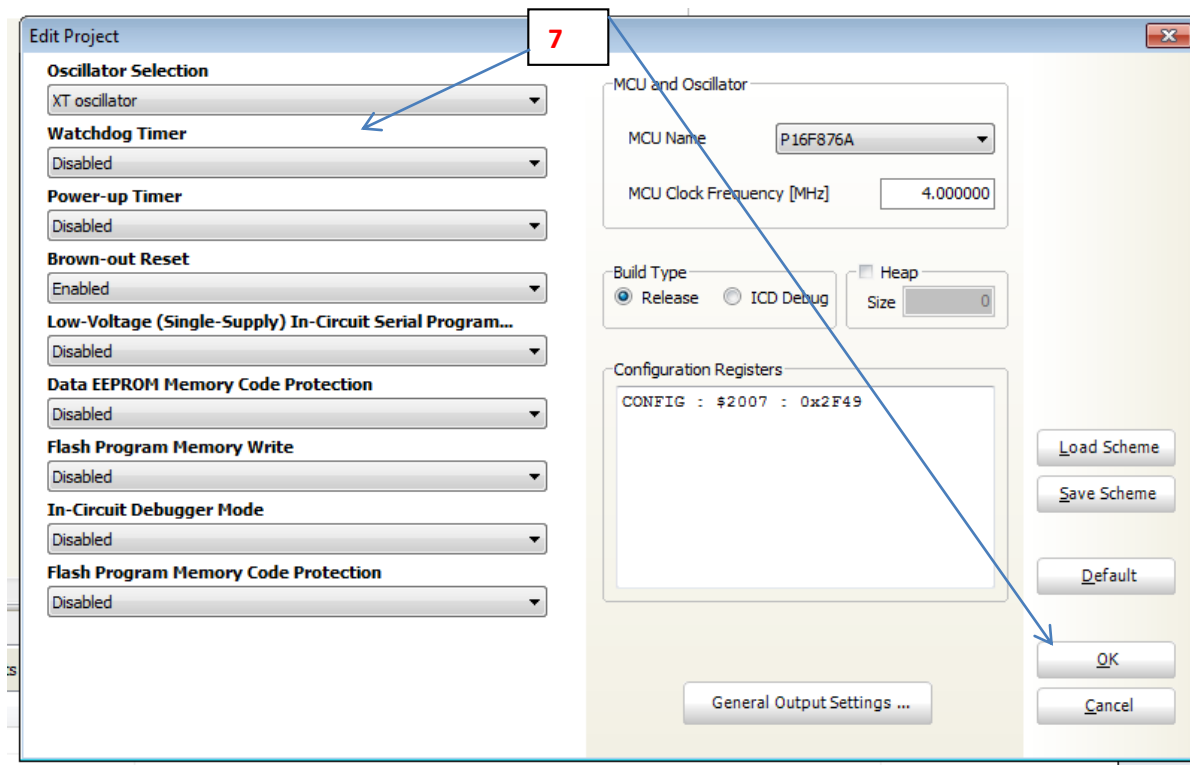 Edit Project
7
Oscillator Selection
XT oscillator
Watchdog Timer
Disabled
Power-up Timer
Disabled
Brown-out Reset
Enabled
Low-Voltage (Single-Supply) In-Circuit Serial Program...
Disabled
Data EEPROM Memory Code Protection
Disabled
Flash Program Memory Write
Disabled
In-Circuit Debugger Mode
Disabled
Flash Program Memory Code Protection
Disabled
MCU and Oscillator
MCU Name P16F876A
MCU Clock Frequency [MHz] 4.000000
Build Type
Release ICD Debug
Heap
Size 0
Configuration Registers
CONFIG : $2007 : 0x2F49
General Output Settings ...
Load Scheme
Save Scheme
Default
OK
Cancel